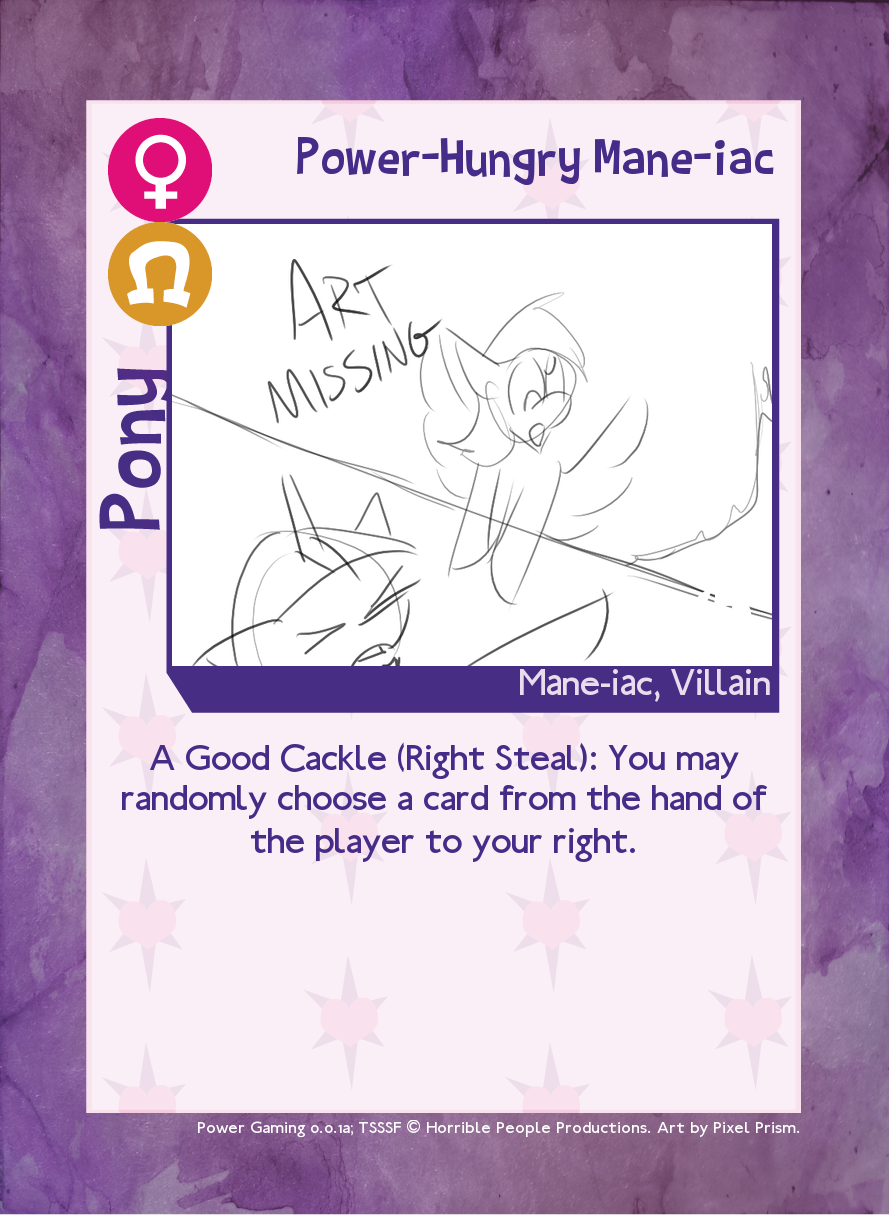 Power-Hungry Mane-iac
ART
MISSING
Pony
Mane-iac, Villain
A Good Cackle (Right Steal): You may
randomly choose a card from the hand of
the player to your right.
Power Gaming 0.0.1a; TSSSF © Horrible People Productions. Art by Pixel Prism.